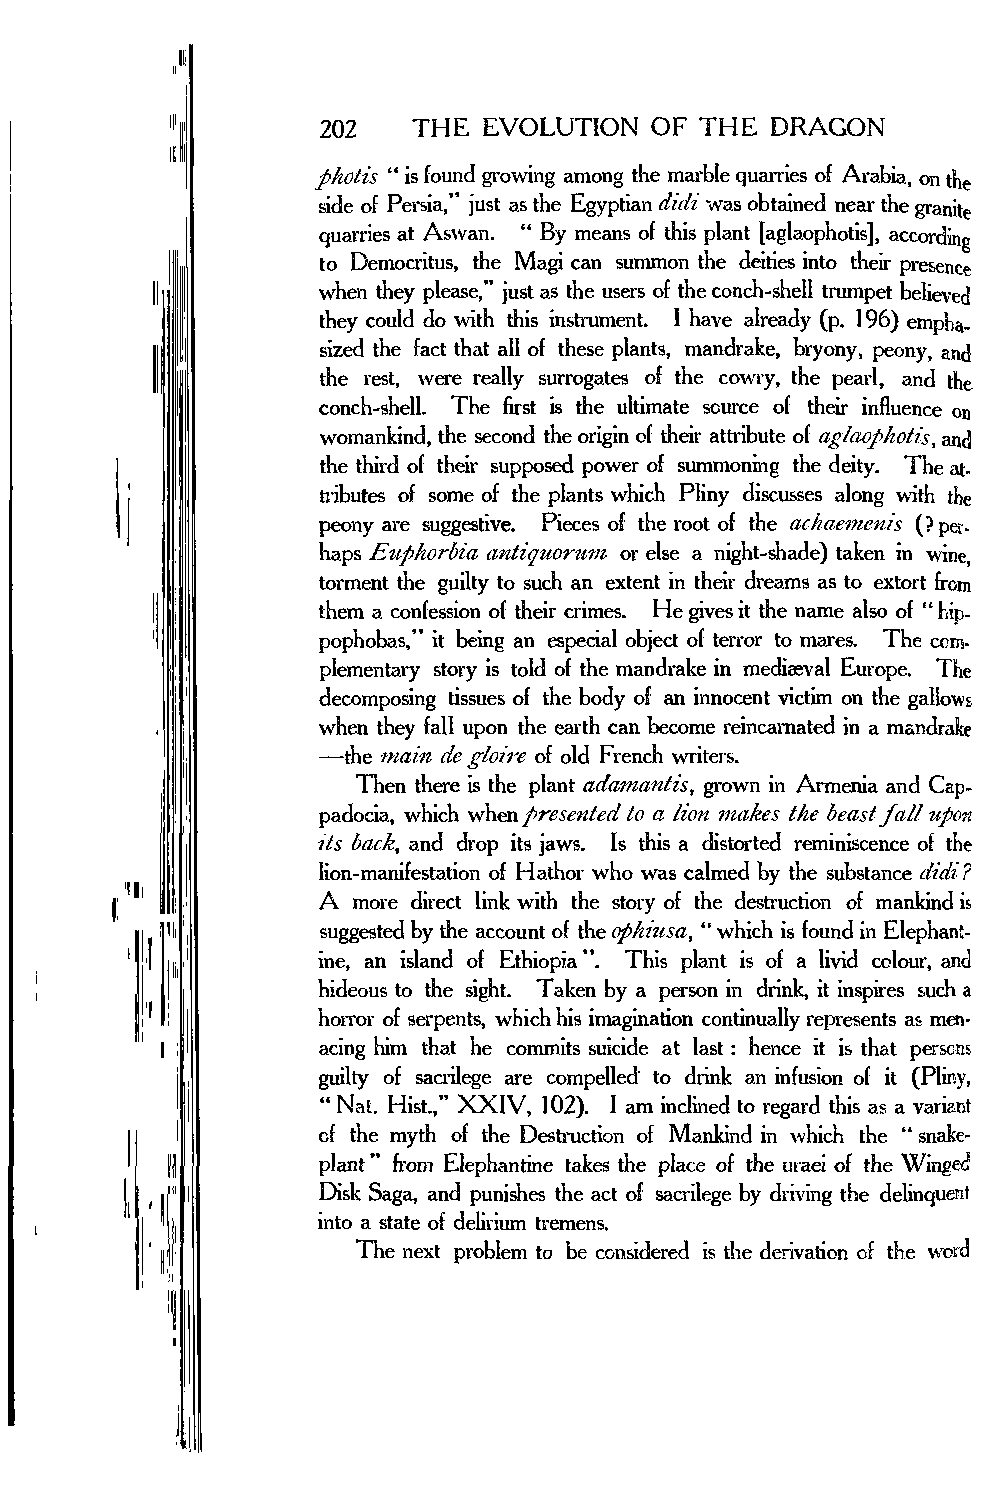 202 THE EVOLUTION OF THE DRAGON
photis “ is found growing among the marble quarries of Arabia, on the
side of Persia,” just as the Egyptian didi was obtained near the granite
quarries at Aswan. “ By means of this plant [aglaophotis], according
to Democritus, the Magi can summon the deities into their presence
when they please,” just as the users of the conch-shell trumpet believed
they could do with this instrument. I have already (p. 196) empha-
sized the fact that all of these plants, mandrake, bryony, peony, and
the rest, were really surrogates of the cowry, the pearl, and the
conch-shell. The first is the ultimate source of their influence on
womankind, the second the origin of their attribute of aglaophotis, and
the third of their supposed power of summoning the deity. The at-
tributes of some of the plants which Pliny discusses along with the
peony are suggestive. Pieces of the root of the achaemenis (? per-
haps Euphorbia antiquorum or else a night-shade) taken in wine,
torment the guilty to such an extent in their dreams as to extort from
them a confession of their crimes. He gives it the name also of “ hip-
pophobas,” it being an especial object of terror to mares. The com-
plementary story is told of the mandrake in mediæval Europe. The
decomposing tissues of the body of an innocent victim on the gallows
when they fall upon the earth can become reincarnated in a mandrake
—the main de gloire of old French writers.
Then there is the plant adamantis, grown in Armenia and Cap-
padocia, which when presented to a lion makes the beast fall upon
its back, and drop its jaws. Is this a distorted reminiscence of the
lion-manifestation of Hathor who was calmed by the substance didi ?
A more direct link with the story of the destruction of mankind is
suggested by the account of the ophiusa, “ which is found in Elephant-
ine, an island of Ethiopia ”. This plant is of a livid colour, and
hideous to the sight. Taken by a person in drink, it inspires such a
horror of serpents, which his imagination continually represents as men-
acing him that he commits suicide at last : hence it is that persons
guilty of sacrilege are compelled to drink an infusion of it (Pliny,
“ Nat. Hist.,” XXIV, 102). I am inclined to regard this as a variant
of the myth of the Destruction of Mankind in which the “ snake-
plant ” from Elephantine takes the place of the uraei of the Winged
Disk Saga, and punishes the act of sacrilege by driving the delinquent
into a state of delirium tremens.
The next problem to be considered is the derivation of the word